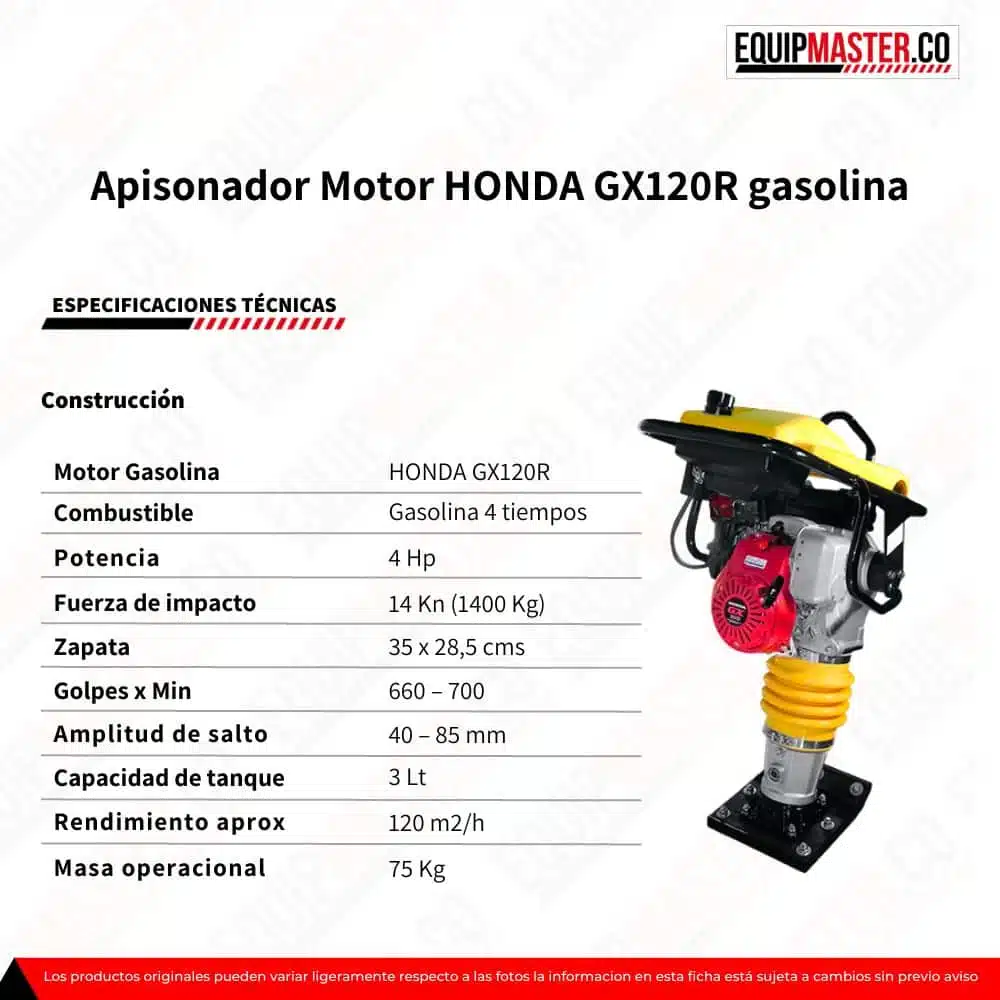 EQUIPMASTER.CO
Apisonador Motor HONDA GX120R gasolina
ESPECIFICACIONES TÉCNICAS
Construcción
Motor Gasolina HONDA GX120R
Combustible Gasolina 4 tiempos
Potencia 4 Hp
Fuerza de impacto 14 Kn (1400 Kg)
Zapata 35 x 28,5 cms
Golpes x Min 660 – 700
Amplitud de salto 40 – 85 mm
Capacidad de tanque 3 Lt
Rendimiento aprox 120 m2/h
Masa operacional 75 Kg
GX
Los productos originales pueden variar ligeramente respecto a las fotos la informacion en esta ficha está sujeta a cambios sin previo aviso